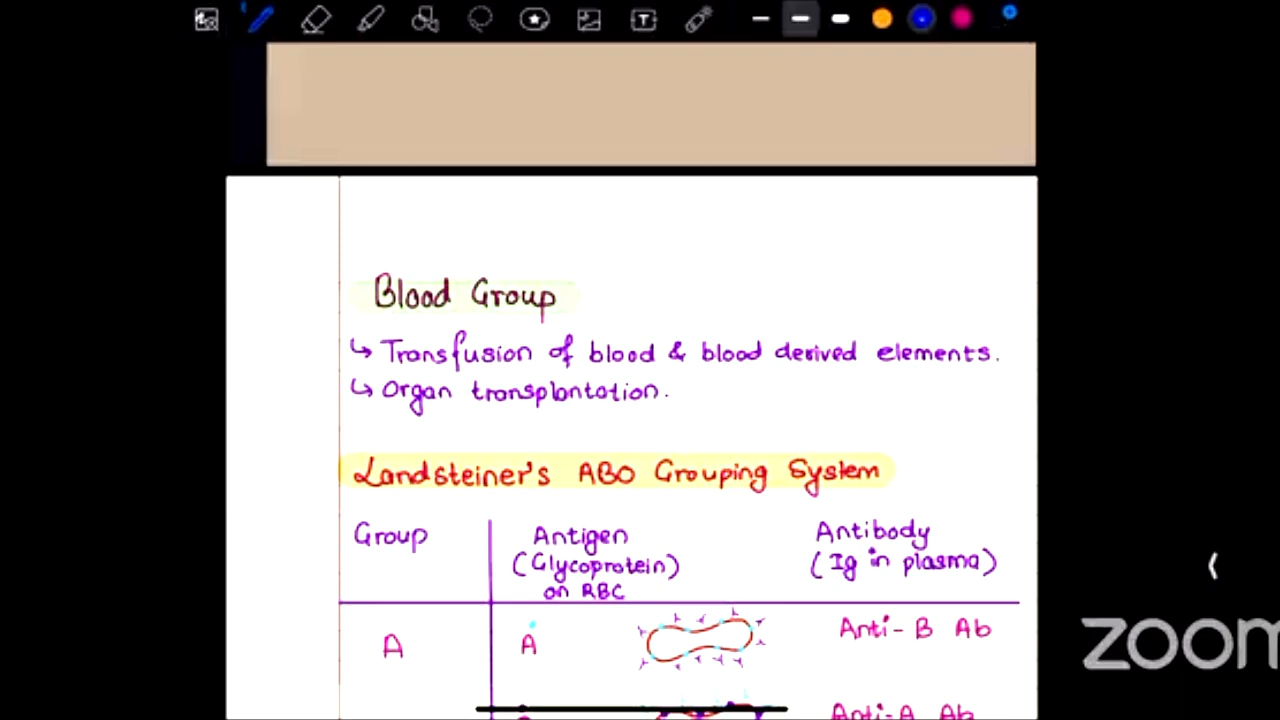 Blood Group
↳ Transfusion of blood & blood derived elements.
↳ Organ transplantation.
Landsteiner's ABO Grouping System
Group Antigen (Glycoprotein) on RBC Antibody (Ig in plasma)
A A Anti-B Ab
Anti-A Ab
zoom